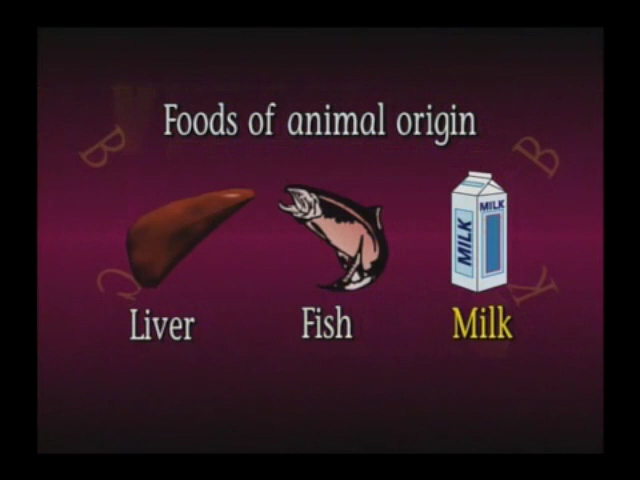 Foods of animal origin
B
B
MILK
MILK
C
K
Liver
Fish
Milk